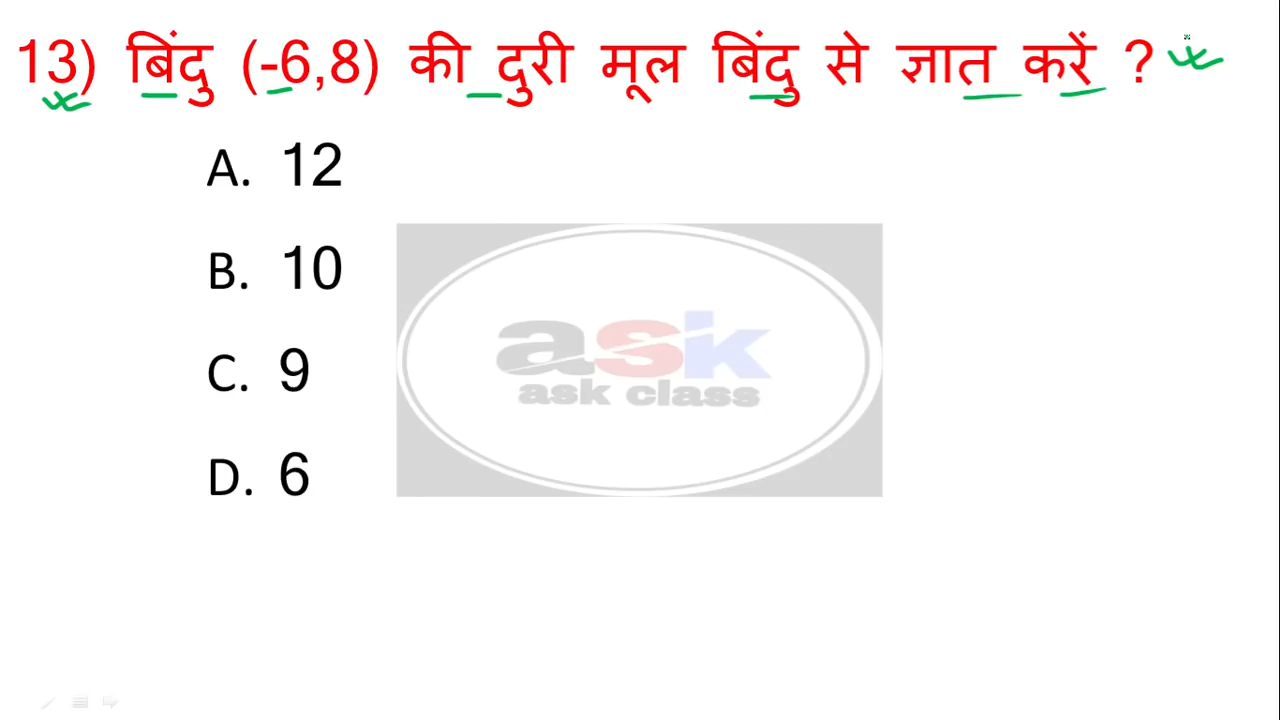 13) बिंदु (-6,8) की दुरी मूल बिंदु से ज्ञात करें ?
A. 12
B. 10
C. 9
D. 6
ask
ask class